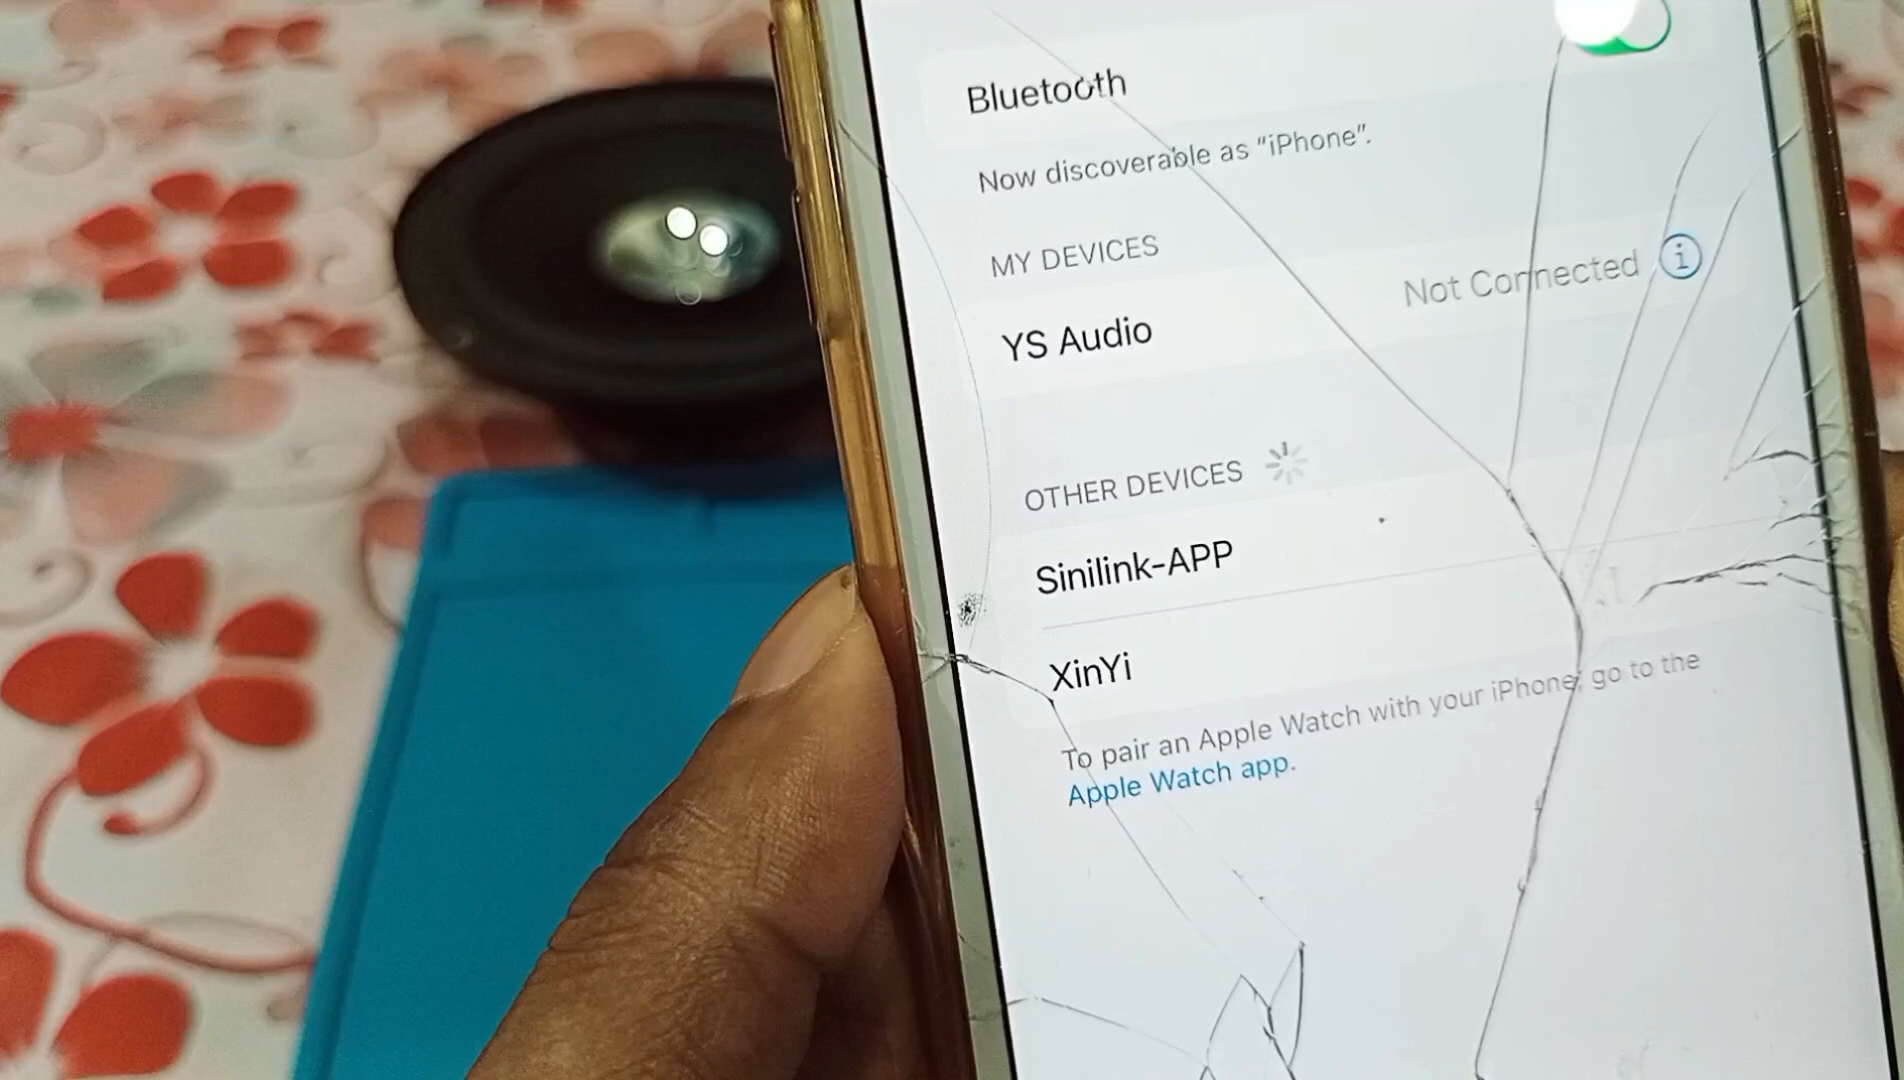 Bluetooth
Now discoverable as "iPhone".
MY DEVICES
YS Audio Not Connected i
OTHER DEVICES
Sinilink-APP
XinYi
To pair an Apple Watch with your iPhone, go to the
Apple Watch app.